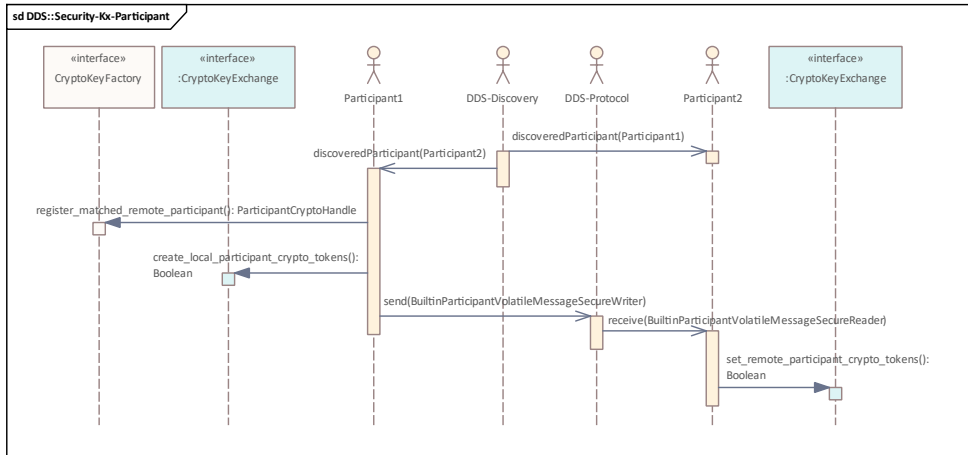 sd DDS::Security-Kx-Participant
«interface»
CryptoKeyFactory
«interface»
:CryptoKeyExchange
Participant1
DDS-Discovery
DDS-Protocol
Participant2
«interface»
:CryptoKeyExchange
discoveredParticipant(Participant1)
discoveredParticipant(Participant2)
register_matched_remote_participant(): ParticipantCryptoHandle
create_local_participant_crypto_tokens():
Boolean
send(BuiltinParticipantVolatileMessageSecureWriter)
receive(BuiltinParticipantVolatileMessageSecureReader)
set_remote_participant_crypto_tokens():
Boolean